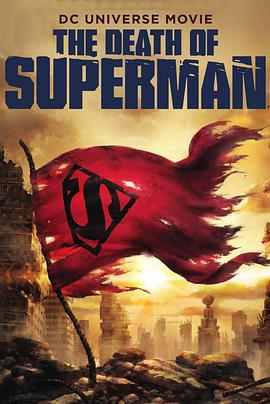 DC UNIVERSE MOVIE
THE DEATH OF
SUPERMAN
S